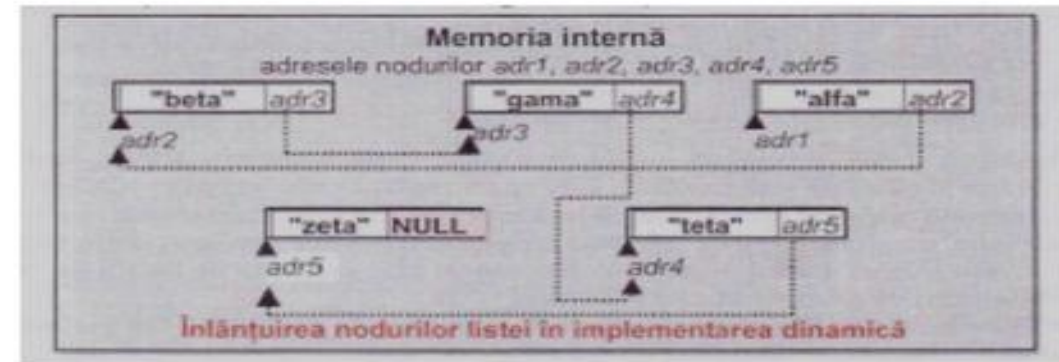 Memoria internă
adresele nodurilor adr1, adr2, adr3, adr4, adr5
"beta" adr3 "gama" adr4 "alfa" adr2
adr2 adr3 adr1
"zeta" NULL "teta" adr5
adr5 adr4
Înlănţuirea nodurilor listei în implementarea dinamică